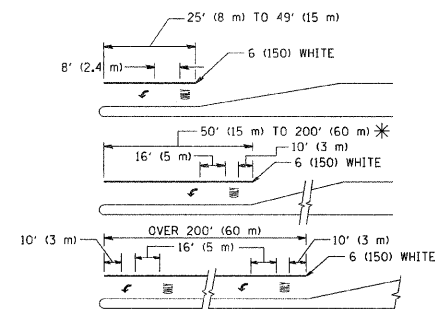 25' (8 m) TO 49' (15 m)
6 (150) WHITE
8' (2.4 m)
ONLY
50' (15 m) TO 200' (60 m) *
16' (5 m)
10' (3 m)
6 (150) WHITE
ONLY
OVER 200' (60 m)
10' (3 m)
16' (5 m)
10' (3 m)
6 (150) WHITE
ONLY
ONLY